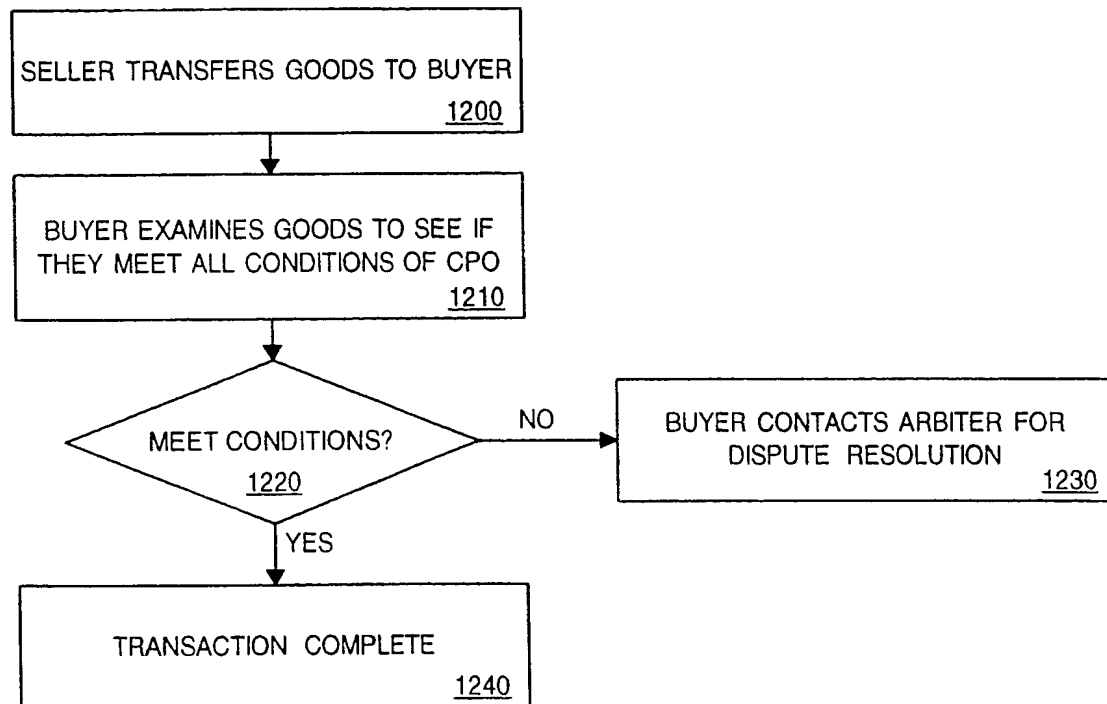 SELLER TRANSFERS GOODS TO BUYER
1200
BUYER EXAMINES GOODS TO SEE IF
THEY MEET ALL CONDITIONS OF CPO
1210
MEET CONDITIONS?
1220
NO
BUYER CONTACTS ARBITER FOR
DISPUTE RESOLUTION
1230
YES
TRANSACTION COMPLETE
1240